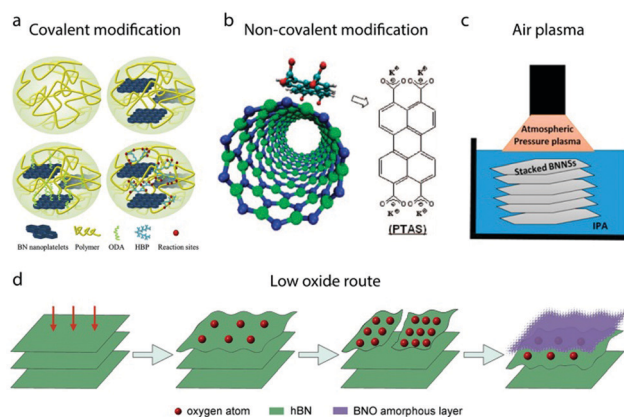 a
Covalent modification
BN nanoplatelets
Polymer
ODA
HBP
Reaction sites
b
Non-covalent modification
(PTAS)
c
Air plasma
Atmospheric
Pressure plasma
Stacked BNNSs
IPA
d
Low oxide route
oxygen atom
hBN
BNO amorphous layer